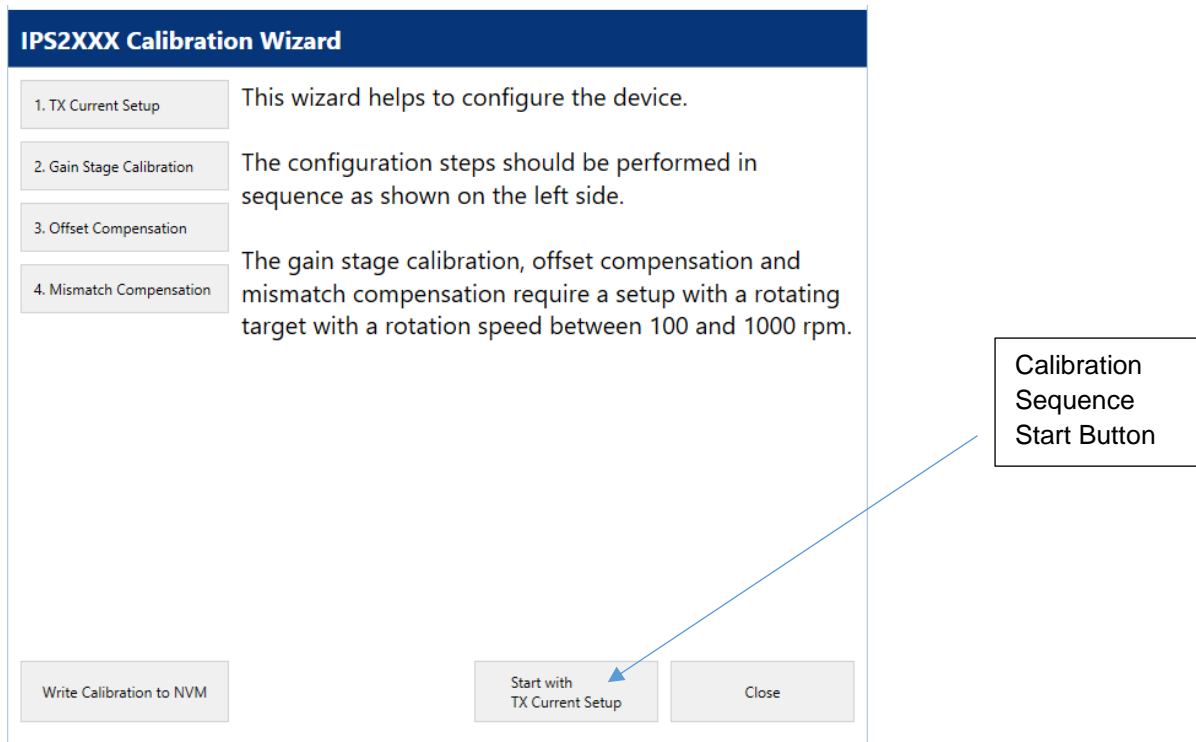 IPS2XXX Calibration Wizard
1. TX Current Setup
2. Gain Stage Calibration
3. Offset Compensation
4. Mismatch Compensation
This wizard helps to configure the device.
The configuration steps should be performed in
sequence as shown on the left side.
The gain stage calibration, offset compensation and
mismatch compensation require a setup with a rotating
target with a rotation speed between 100 and 1000 rpm.
Calibration
Sequence
Start Button
Write Calibration to NVM
Start with
TX Current Setup
Close